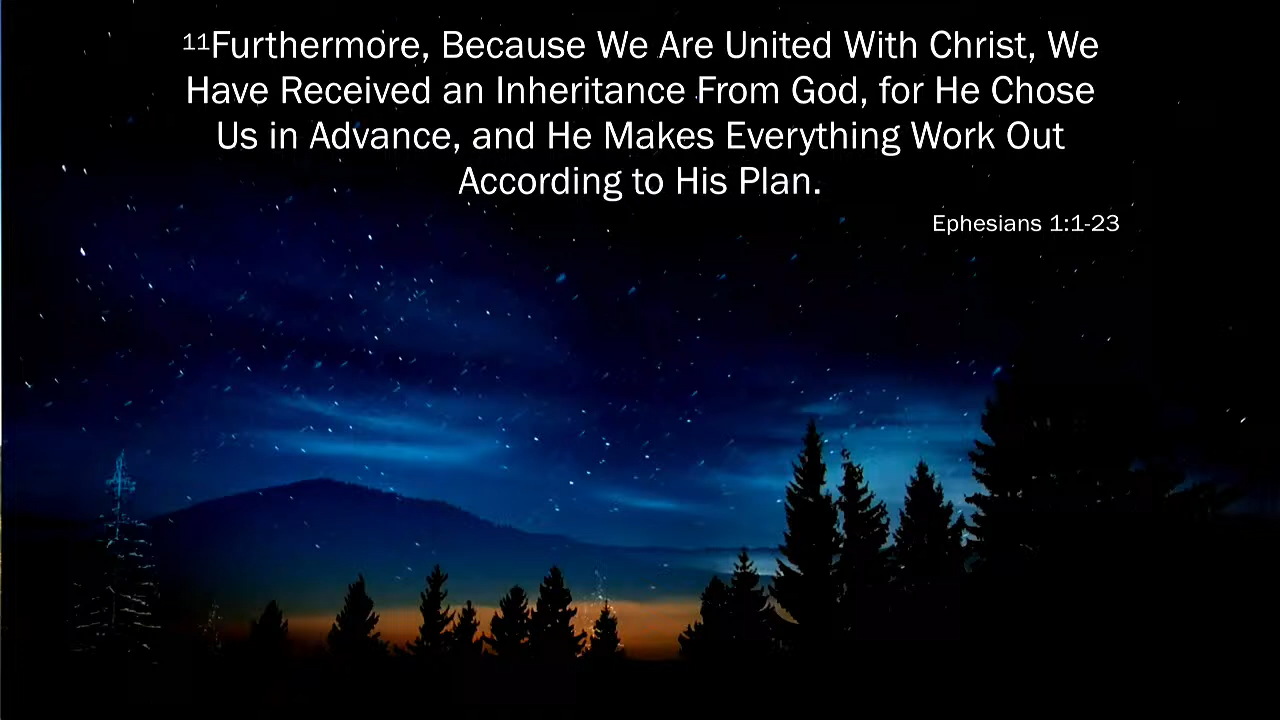 ¹¹Furthermore, Because We Are United With Christ, We
Have Received an Inheritance From God, for He Chose
Us in Advance, and He Makes Everything Work Out
According to His Plan.
Ephesians 1:1-23